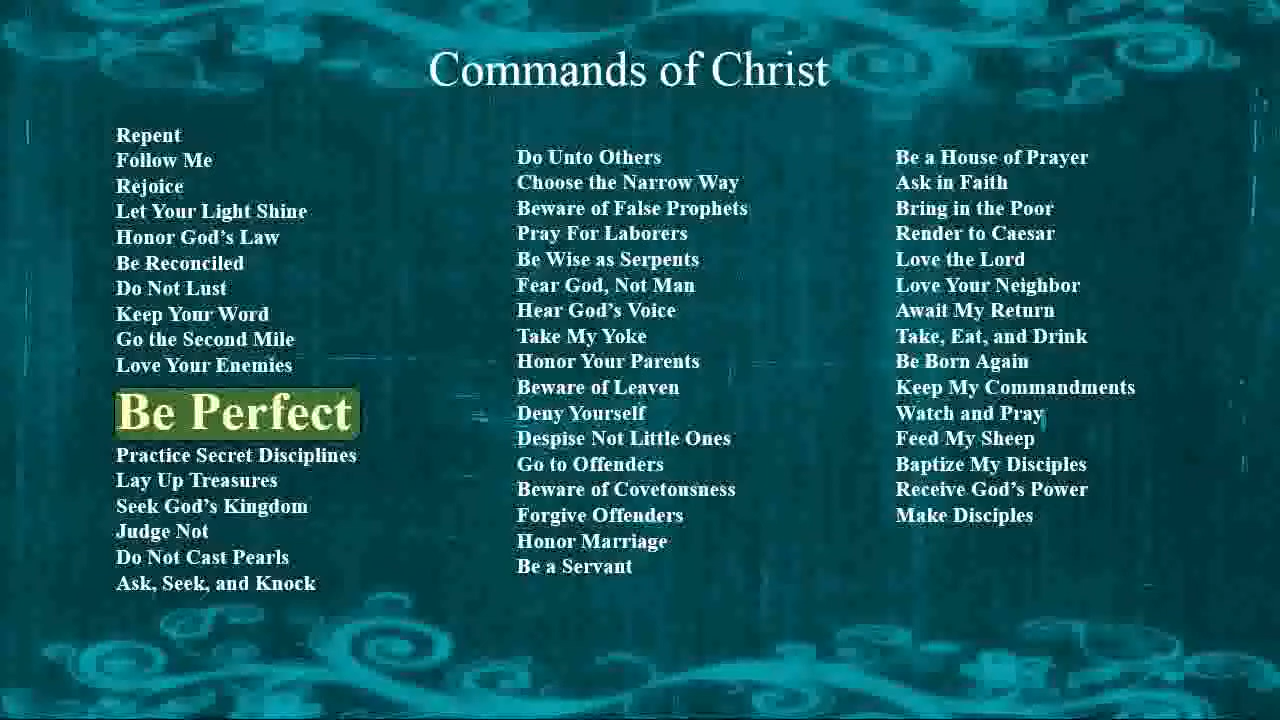 Commands of Christ
Repent
Follow Me
Rejoice
Let Your Light Shine
Honor God’s Law
Be Reconciled
Do Not Lust
Keep Your Word
Go the Second Mile
Love Your Enemies
Be Perfect
Practice Secret Disciplines
Lay Up Treasures
Seek God’s Kingdom
Judge Not
Do Not Cast Pearls
Ask, Seek, and Knock
Do Unto Others
Choose the Narrow Way
Beware of False Prophets
Pray For Laborers
Be Wise as Serpents
Fear God, Not Man
Hear God’s Voice
Take My Yoke
Honor Your Parents
Beware of Leaven
Deny Yourself
Despise Not Little Ones
Go to Offenders
Beware of Covetousness
Forgive Offenders
Honor Marriage
Be a Servant
Be a House of Prayer
Ask in Faith
Bring in the Poor
Render to Caesar
Love the Lord
Love Your Neighbor
Await My Return
Take, Eat, and Drink
Be Born Again
Keep My Commandments
Watch and Pray
Feed My Sheep
Baptize My Disciples
Receive God’s Power
Make Disciples